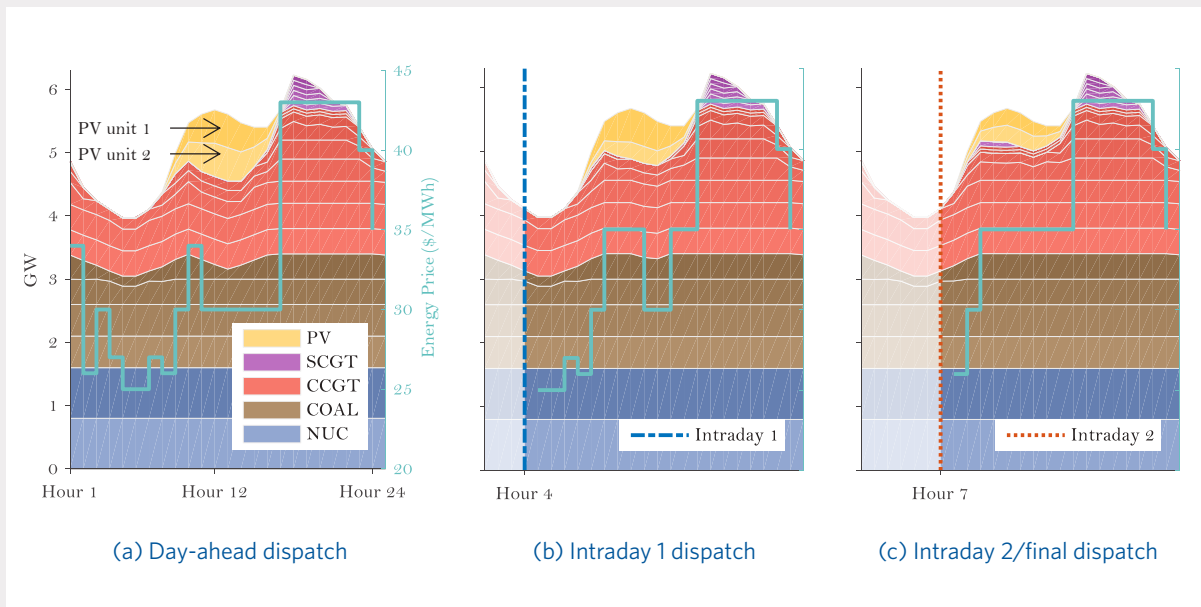 45
6
PV unit 1
PV unit 2
5
40
4
35
GW
Energy Price ($/MWh)
3
30
PV
2
SCGT
CCGT
25
1
COAL
NUC
0
20
Hour 1
Hour 12
Hour 24
(a) Day-ahead dispatch
Intraday 1
Hour 4
(b) Intraday 1 dispatch
Intraday 2
Hour 7
(c) Intraday 2/final dispatch